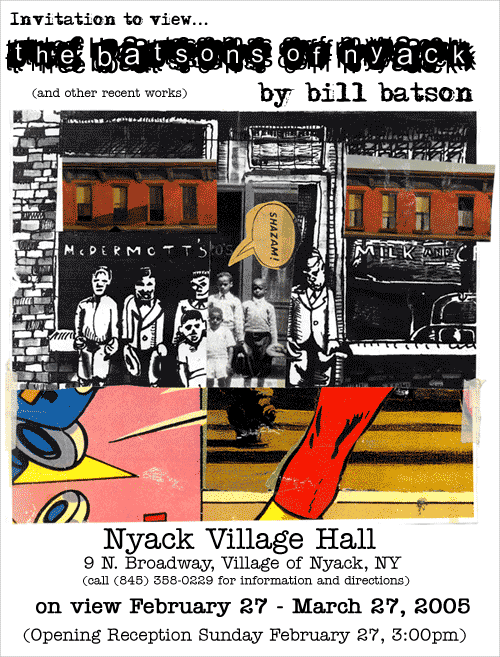 Invitation to view...
the batsons of nyack
(and other recent works)
by bill batson
SHAZAM!
McDERMOTT'S
MILK AND
Nyack Village Hall
9 N. Broadway, Village of Nyack, NY
(call (845) 358-0229 for information and directions)
on view February 27 - March 27, 2005
(Opening Reception Sunday February 27, 3:00pm)